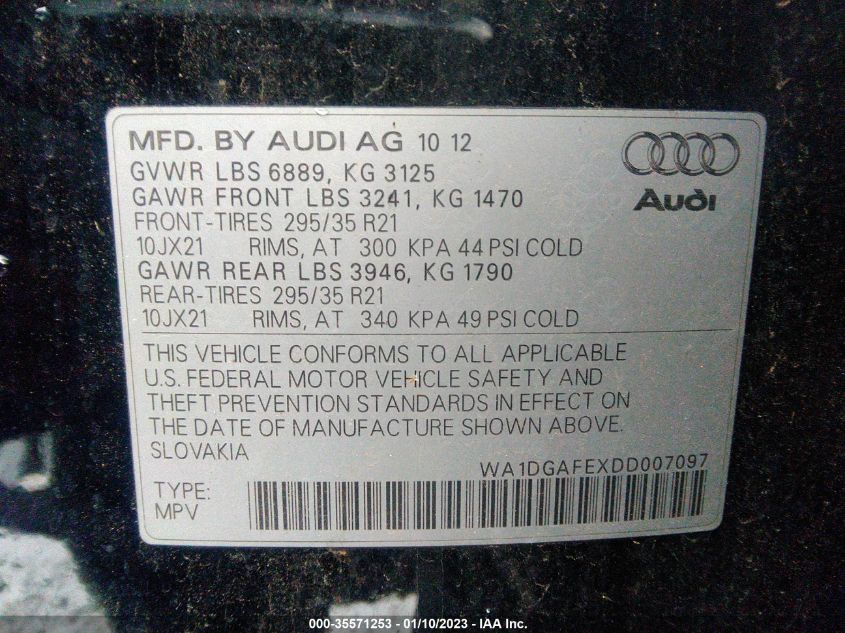 MFD. BY AUDI AG 10 12
GVWR LBS 6889, KG 3125
GAWR FRONT LBS 3241, KG 1470
FRONT-TIRES 295/35 R21
10JX21 RIMS, AT 300 KPA 44 PSI COLD
GAWR REAR LBS 3946, KG 1790
REAR-TIRES 295/35 R21
10JX21 RIMS, AT 340 KPA 49 PSI COLD
Audi
THIS VEHICLE CONFORMS TO ALL APPLICABLE
U.S. FEDERAL MOTOR VEHICLE SAFETY AND
THEFT PREVENTION STANDARDS IN EFFECT ON
THE DATE OF MANUFACTURE SHOWN ABOVE.
SLOVAKIA
WA1DGAFEXDD007097
TYPE:
MPV
000-35571253 - 01/10/2023 - IAA Inc.